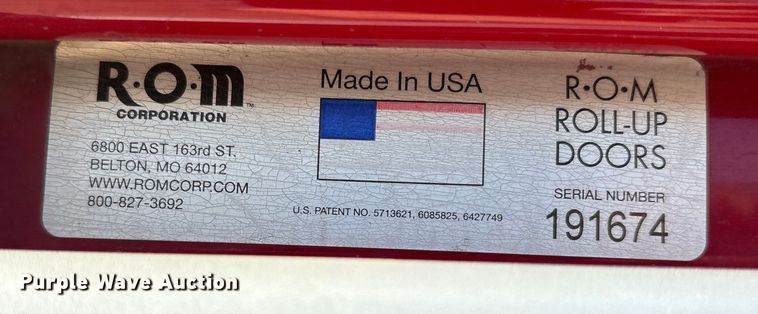 R·O·M
™
CORPORATION
6800 EAST 163rd ST.
BELTON, MO 64012
WWW.ROMCORP.COM
800-827-3692
Made In USA
U.S. PATENT NO. 5713621, 6085825, 6427749
R·O·M
ROLL-UP
DOORS
SERIAL NUMBER
191674
Purple Wave Auction